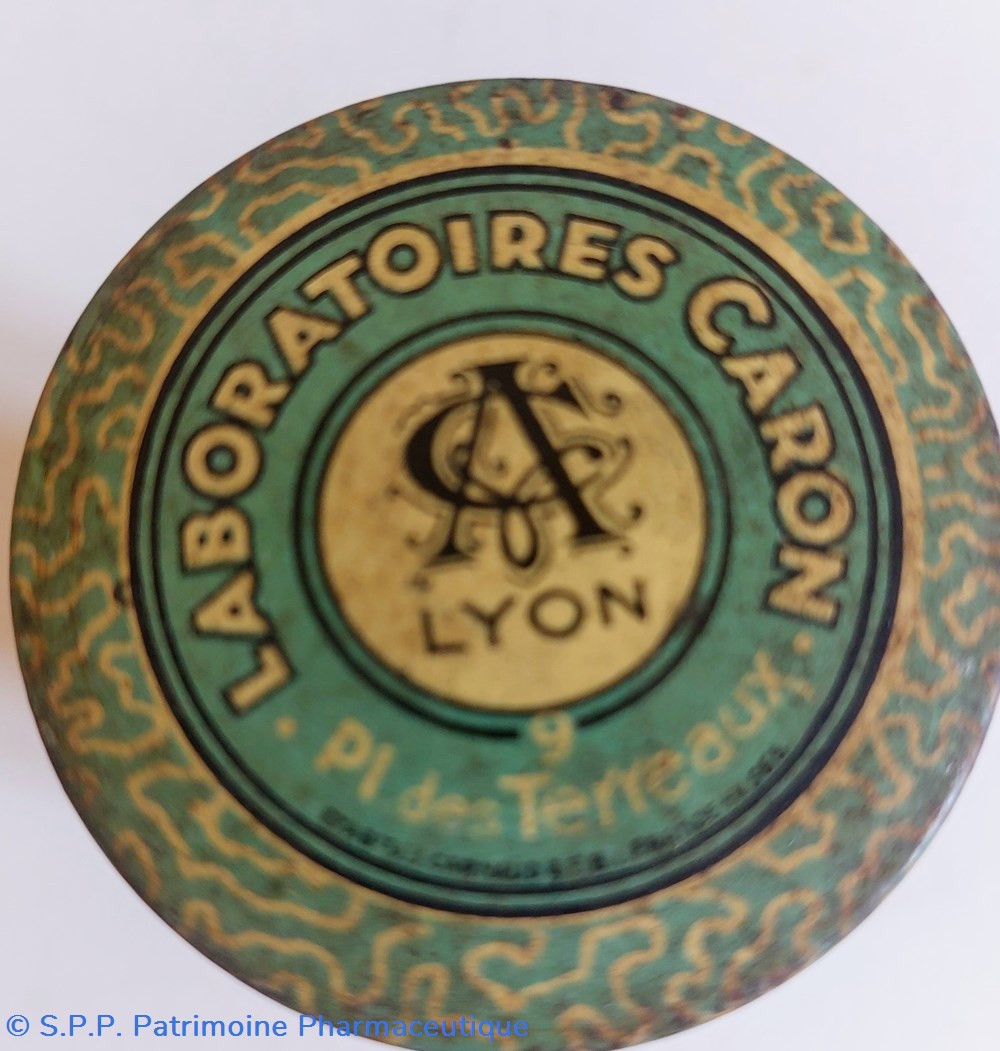 LABORATOIRES CARON
LYON
9
Pl des Terreaux
© S.P.P. Patrimoine Pharmaceutique